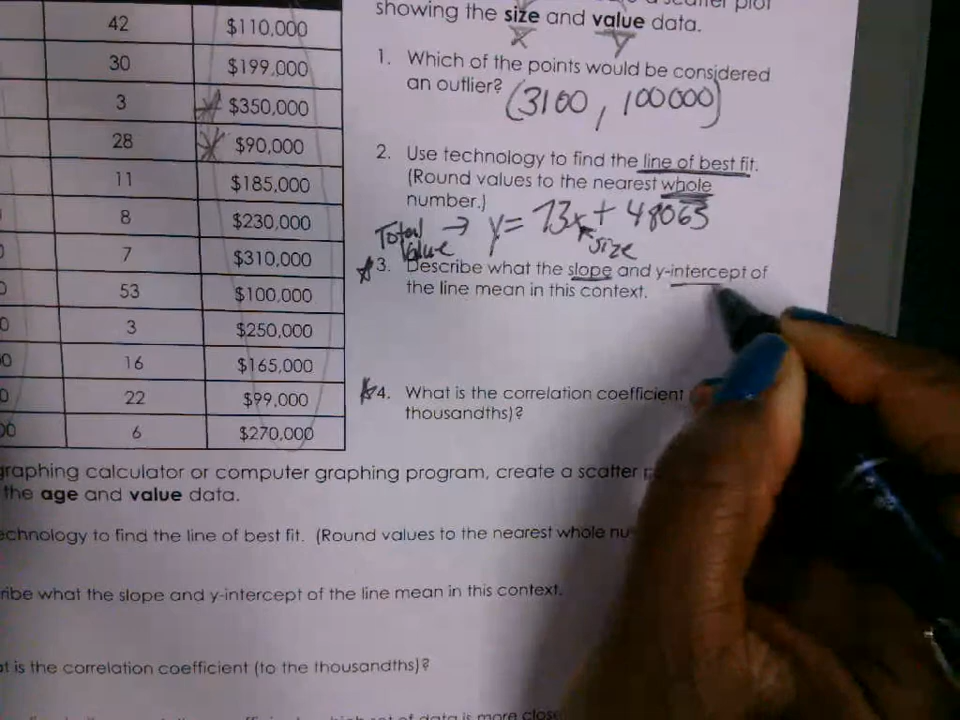 showing the size and value data.
x y
42 $110,000
30 $199,000
3 $350,000
28 $90,000
11 $185,000
8 $230,000
7 $310,000
53 $100,000
3 $250,000
16 $165,000
22 $99,000
6 $270,000
1. Which of the points would be considered
an outlier?
(3100, 100000)
2. Use technology to find the line of best fit.
(Round values to the nearest whole
number.)
Total Value → y = 73x + 48065
size
3. Describe what the slope and y-intercept of
the line mean in this context.
4. What is the correlation coefficient
thousandths)?
graphing calculator or computer graphing program, create a scatter
the age and value data.
echnology to find the line of best fit. (Round values to the nearest whole nu
ribe what the slope and y-intercept of the line mean in this context.
at is the correlation coefficient (to the thousandths)?